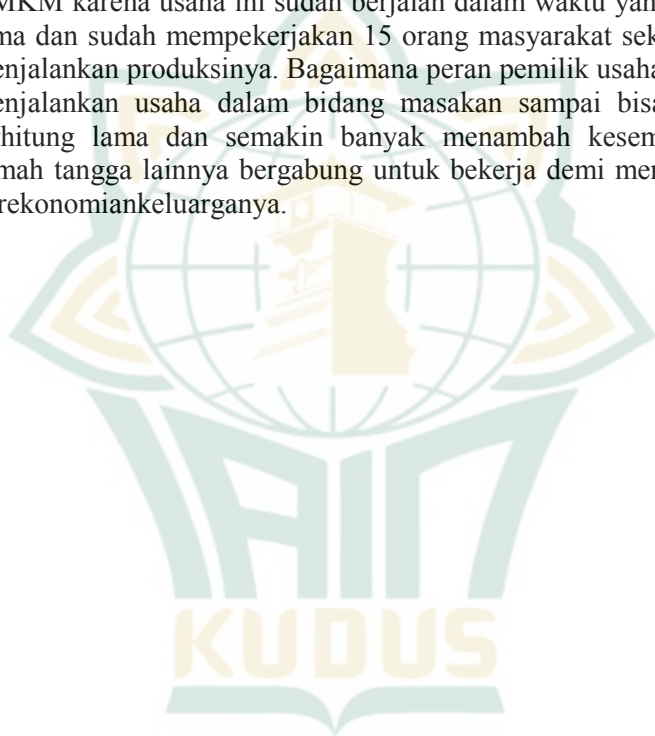 MKM karena usaha ini sudah berjalan dalam waktu yan
ma dan sudah mempekerjakan 15 orang masyarakat sek
enjalankan produksinya. Bagaimana peran pemilik usaha
enjalankan usaha dalam bidang masakan sampai bisa
hitung lama dan semakin banyak menambah kesem
mah tangga lainnya bergabung untuk bekerja demi mer
rekonomiankeluarganya.
IAIN
KUDUS